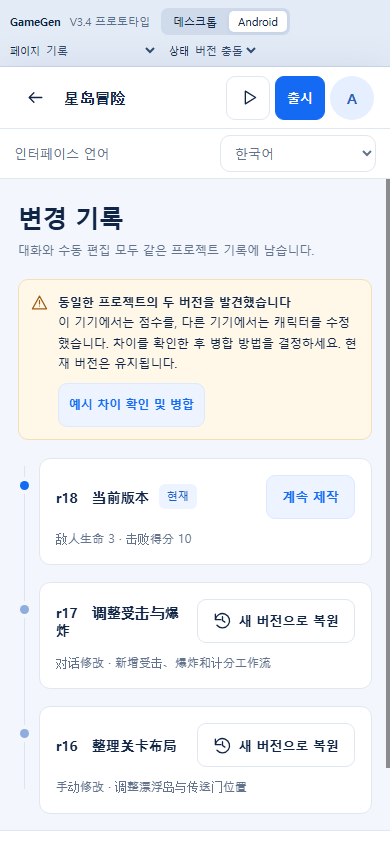 GameGen V3.4 프로토타입 데스크톱 Android
페이지 기록 상태 버전 충돌
星岛冒险 출시 A
인터페이스 언어 한국어
변경 기록
대화와 수동 편집 모두 같은 프로젝트 기록에 남습니다.
동일한 프로젝트의 두 버전을 발견했습니다
이 기기에서는 점수를, 다른 기기에서는 캐릭터를 수정
했습니다. 차이를 확인한 후 병합 방법을 결정하세요. 현
재 버전은 유지됩니다.
예시 차이 확인 및 병합
r18 当前版本 현재 계속 제작
敌人生命 3 · 击败得分 10
r17 调整受击与爆
炸
새 버전으로 복원
对话修改 · 新增受击、爆炸和计分工作流
r16 整理关卡布局 새 버전으로 복원
手动修改 · 调整漂浮岛与传送门位置